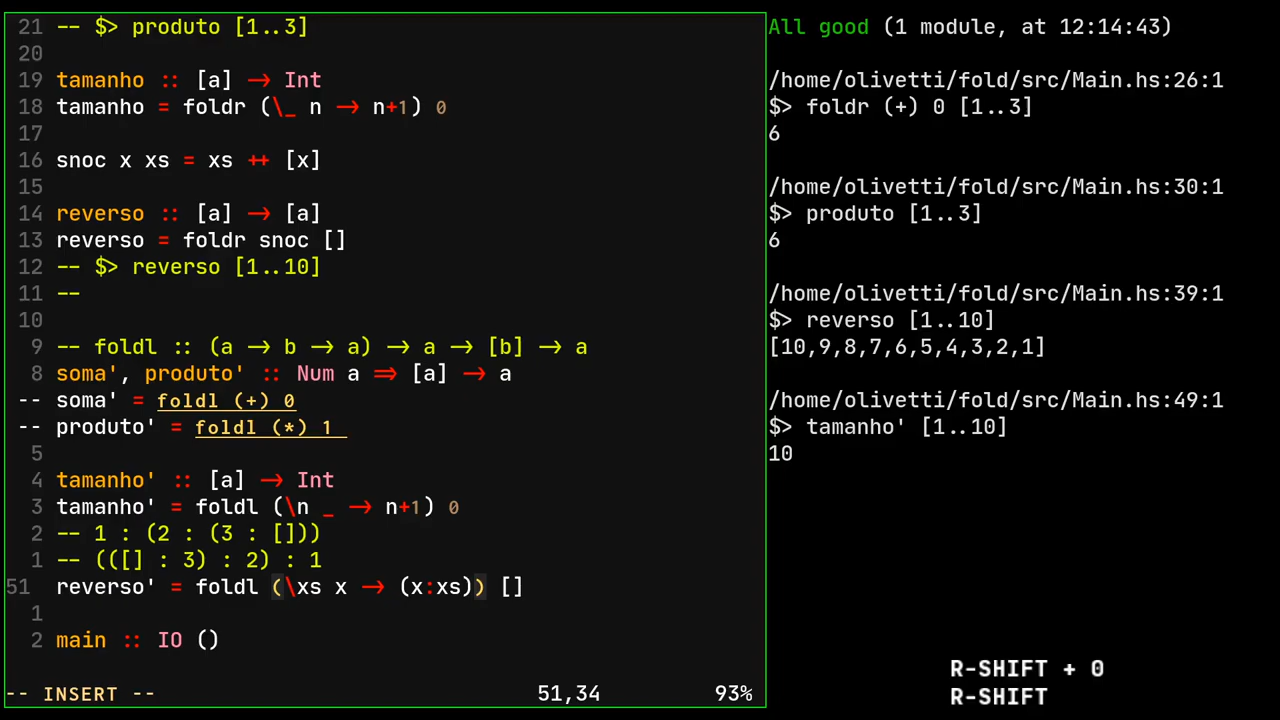 21 -- $> produto [1..3]
20
19 tamanho :: [a] -> Int
18 tamanho = foldr (\_ n -> n+1) 0
17
16 snoc x xs = xs ++ [x]
15
14 reverso :: [a] -> [a]
13 reverso = foldr snoc []
12 -- $> reverso [1..10]
11 --
10
9 -- foldl :: (a -> b -> a) -> a -> [b] -> a
8 soma', produto' :: Num a => [a] -> a
-- soma' = foldl (+) 0
-- produto' = foldl (*) 1
5
4 tamanho' :: [a] -> Int
3 tamanho' = foldl (\n _ -> n+1) 0
2 -- 1 : (2 : (3 : []))
1 -- (([] : 3) : 2) : 1
51 reverso' = foldl (\xs x -> (x:xs)) []
1
2 main :: IO ()
-- INSERT -- 51,34 93%
All good (1 module, at 12:14:43)
/home/olivetti/fold/src/Main.hs:26:1
$> foldr (+) 0 [1..3]
6
/home/olivetti/fold/src/Main.hs:30:1
$> produto [1..3]
6
/home/olivetti/fold/src/Main.hs:39:1
$> reverso [1..10]
[10,9,8,7,6,5,4,3,2,1]
/home/olivetti/fold/src/Main.hs:49:1
$> tamanho' [1..10]
10
R-SHIFT + 0
R-SHIFT